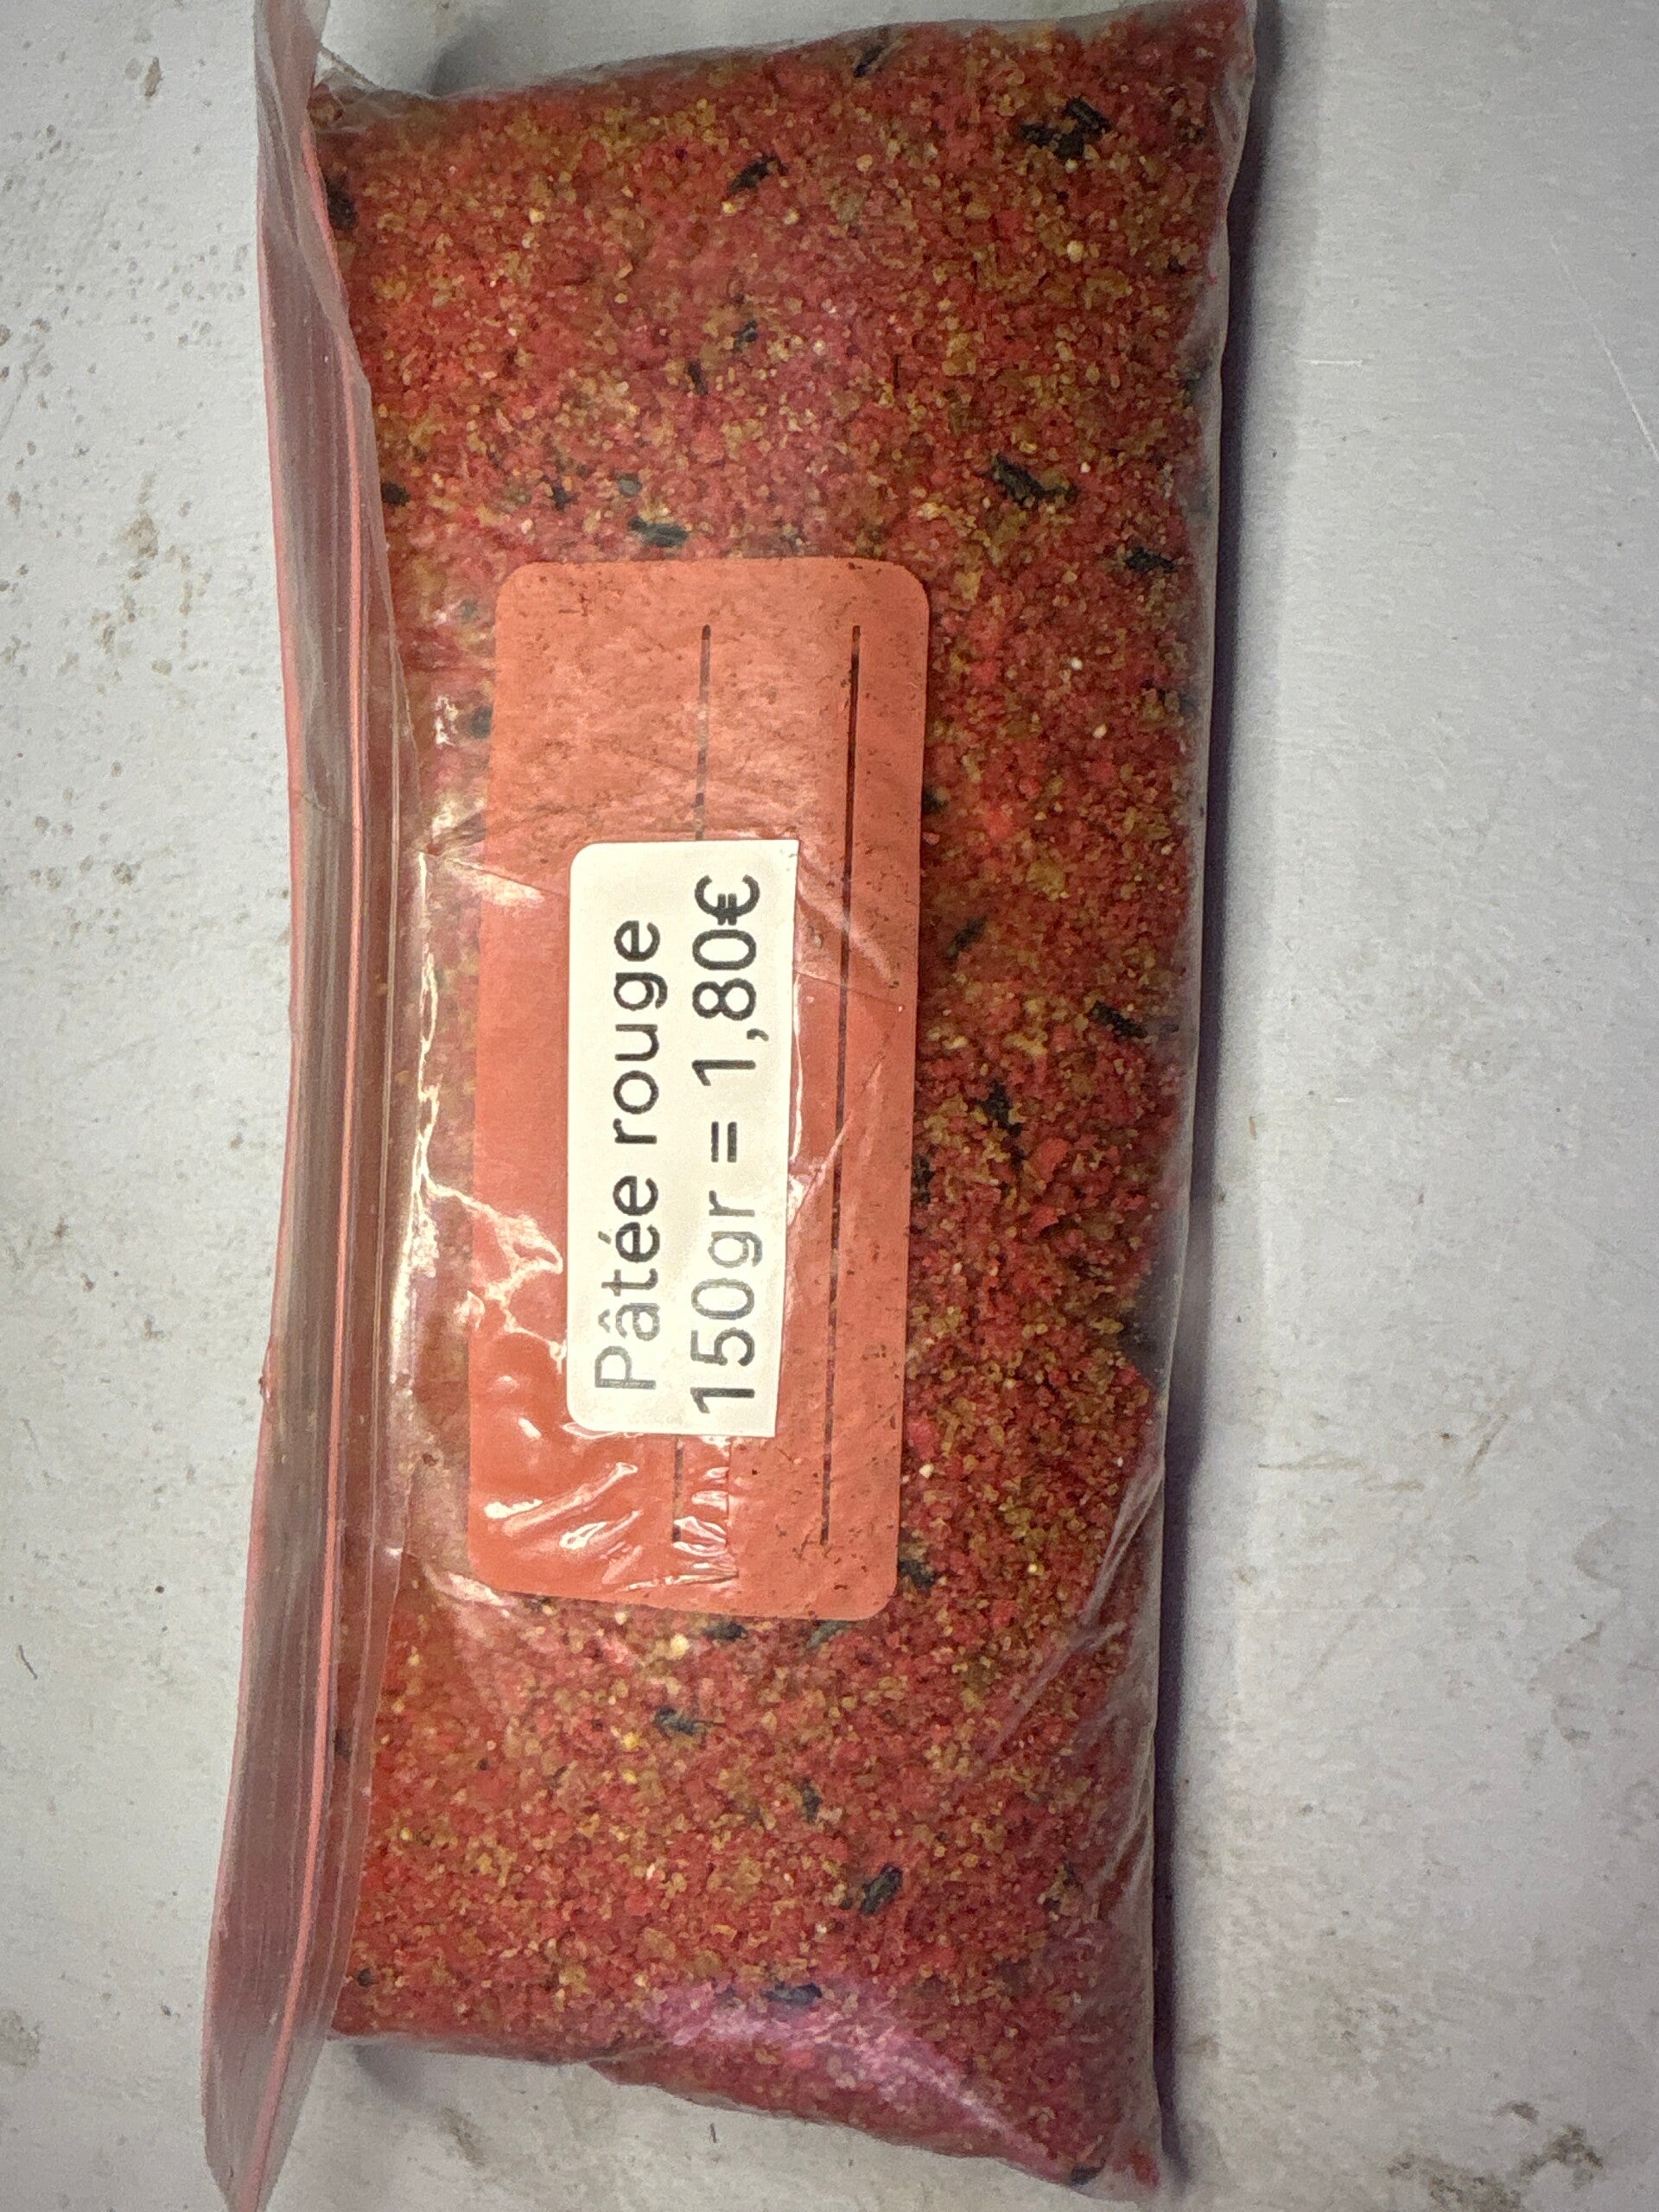 Pâtée rouge
150gr = 1,80€